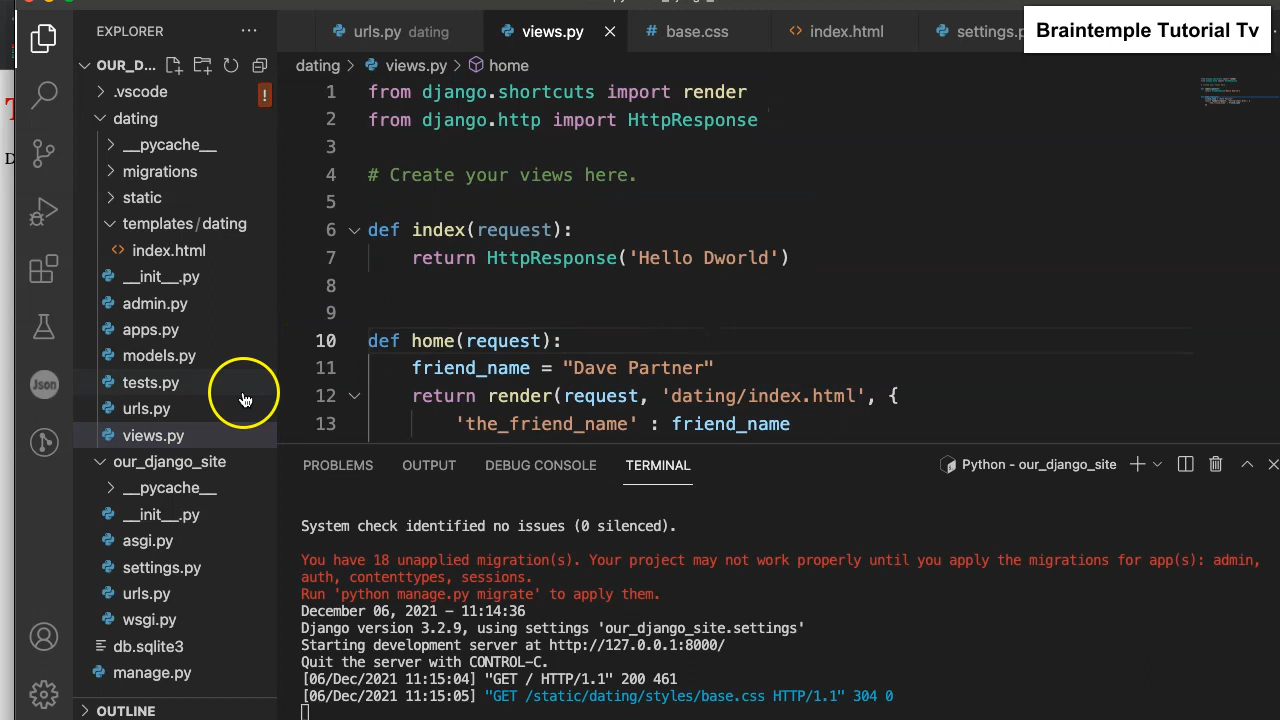 Braintemple Tutorial Tv
EXPLORER
OUR_D...
.vscode
!
dating
__pycache__
migrations
static
templates/dating
index.html
__init__.py
admin.py
apps.py
models.py
tests.py
urls.py
views.py
our_django_site
__pycache__
__init__.py
asgi.py
settings.py
urls.py
wsgi.py
db.sqlite3
manage.py
OUTLINE
Json
urls.py dating
views.py
# base.css
<> index.html
settings.p
dating > views.py > home
1 from django.shortcuts import render
2 from django.http import HttpResponse
3
4 # Create your views here.
5
6 def index(request):
7 return HttpResponse('Hello Dworld')
8
9
10 def home(request):
11 friend_name = "Dave Partner"
12 return render(request, 'dating/index.html', {
13 'the_friend_name' : friend_name
PROBLEMS OUTPUT DEBUG CONSOLE TERMINAL
Python - our_django_site
System check identified no issues (0 silenced).
You have 18 unapplied migration(s). Your project may not work properly until you apply the migrations for app(s): admin,
auth, contenttypes, sessions.
Run 'python manage.py migrate' to apply them.
December 06, 2021 - 11:14:36
Django version 3.2.9, using settings 'our_django_site.settings'
Starting development server at http://127.0.0.1:8000/
Quit the server with CONTROL-C.
[06/Dec/2021 11:15:04] "GET / HTTP/1.1" 200 461
[06/Dec/2021 11:15:05] "GET /static/dating/styles/base.css HTTP/1.1" 304 0